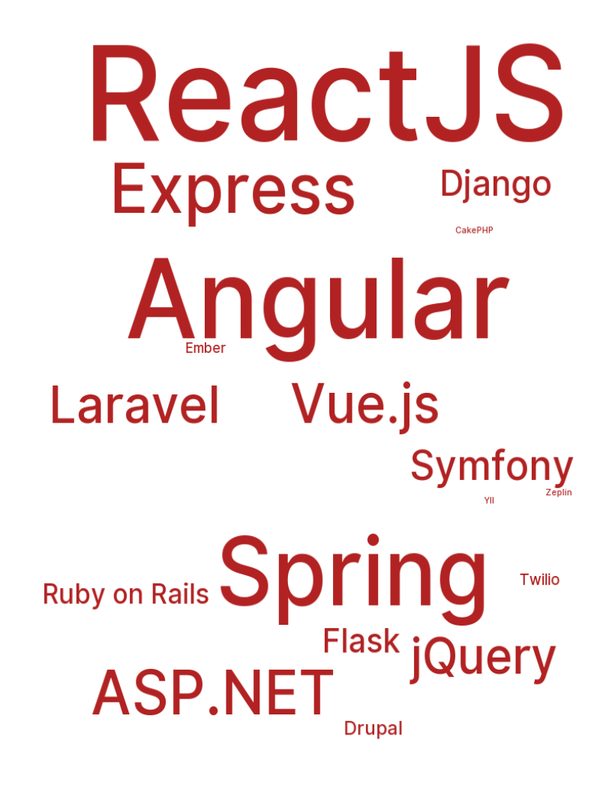 ReactJS
Express
Django
CakePHP
Angular
Ember
Laravel
Vue.js
Symfony
Zeplin
YII
Spring
Twilio
Ruby on Rails
Flask
jQuery
ASP.NET
Drupal